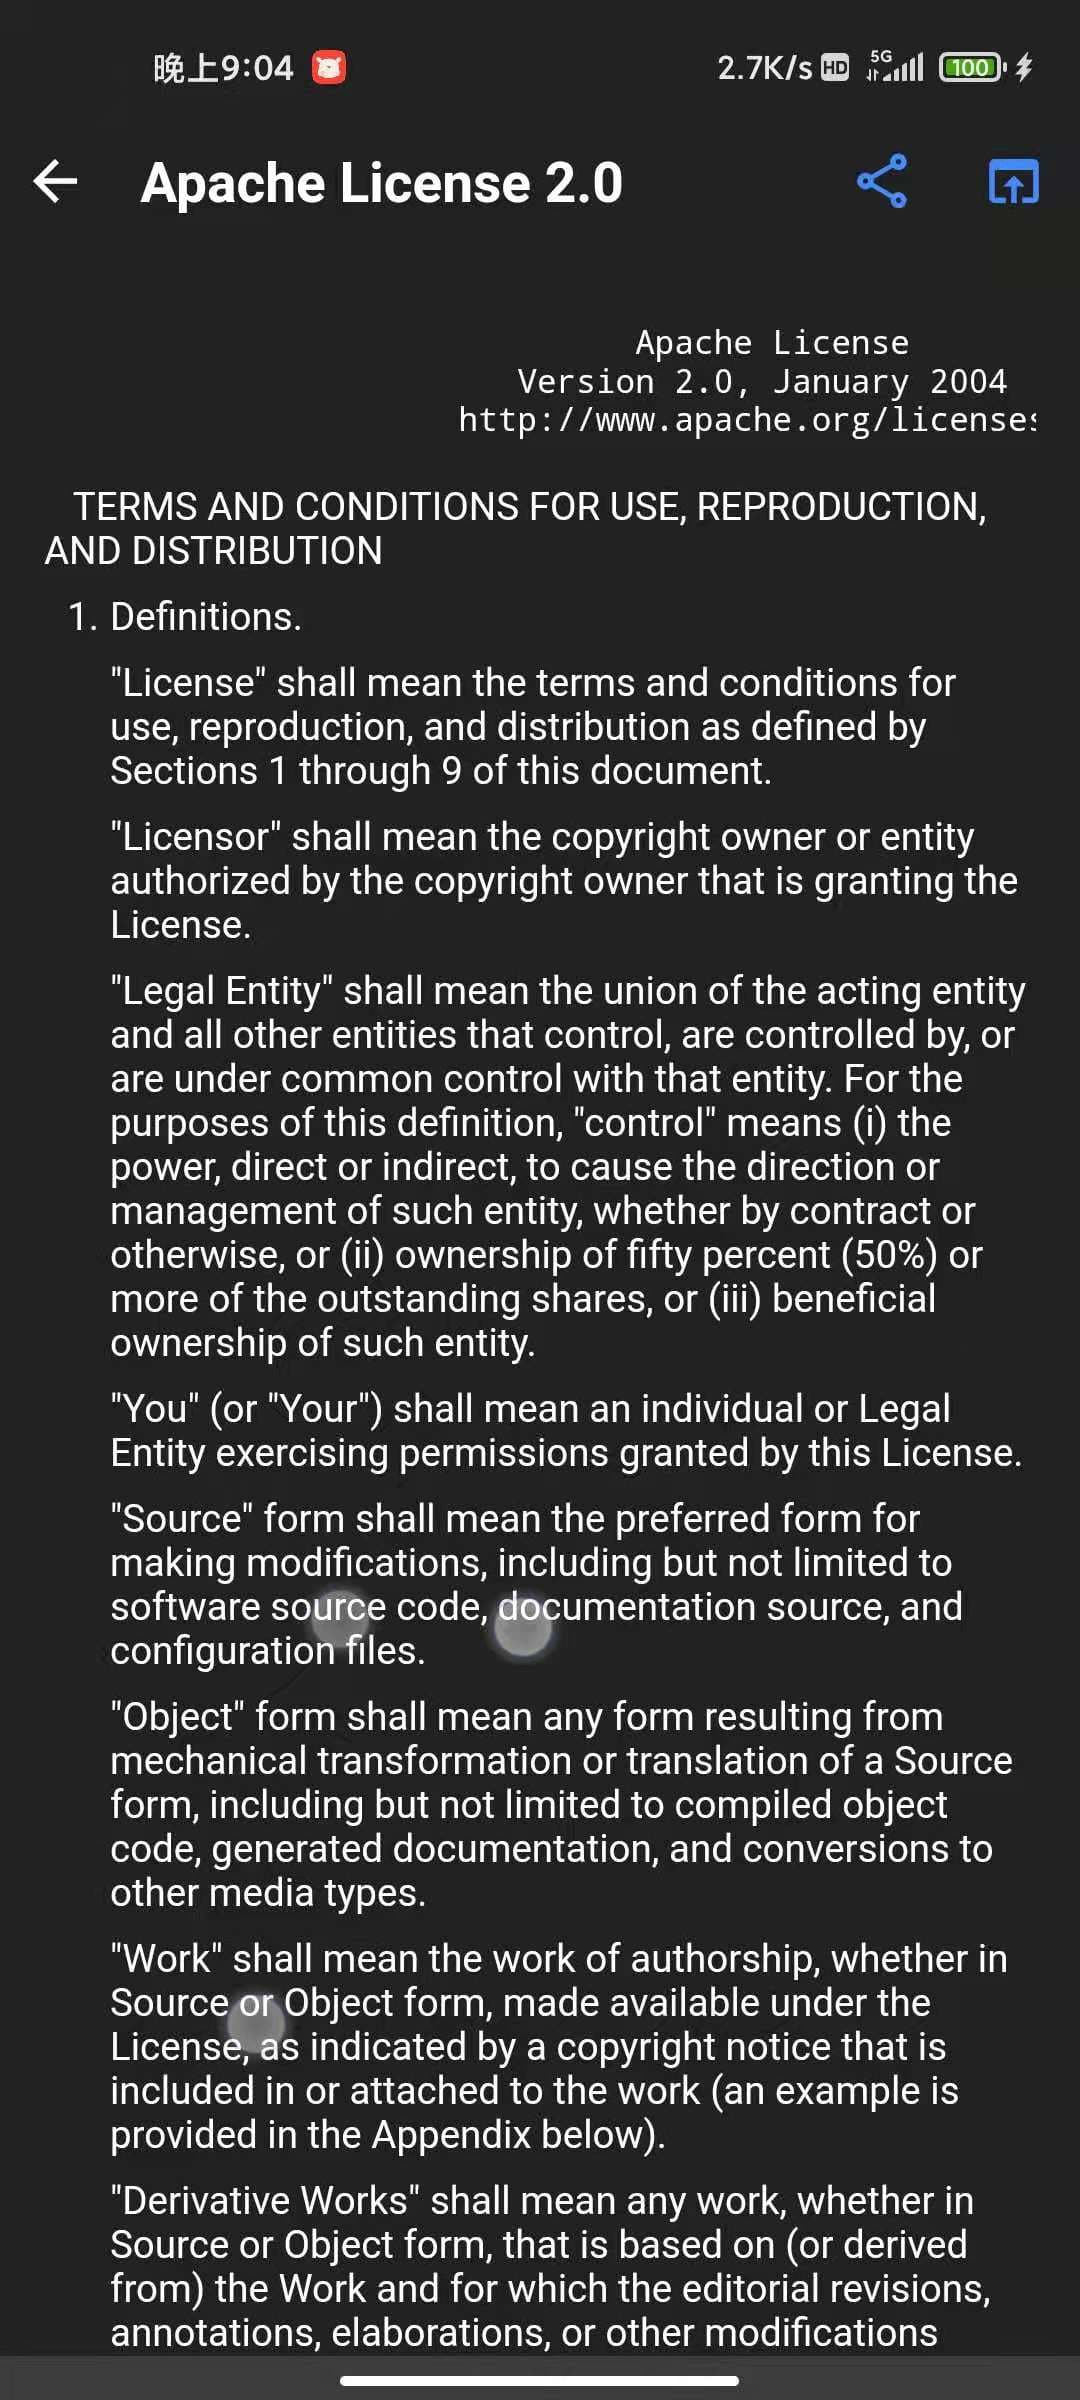 晚上9:04
2.7K/s HD 5G 100
Apache License 2.0
Apache License
Version 2.0, January 2004
http://www.apache.org/licenses
TERMS AND CONDITIONS FOR USE, REPRODUCTION,
AND DISTRIBUTION
1. Definitions.
"License" shall mean the terms and conditions for
use, reproduction, and distribution as defined by
Sections 1 through 9 of this document.
"Licensor" shall mean the copyright owner or entity
authorized by the copyright owner that is granting the
License.
"Legal Entity" shall mean the union of the acting entity
and all other entities that control, are controlled by, or
are under common control with that entity. For the
purposes of this definition, "control" means (i) the
power, direct or indirect, to cause the direction or
management of such entity, whether by contract or
otherwise, or (ii) ownership of fifty percent (50%) or
more of the outstanding shares, or (iii) beneficial
ownership of such entity.
"You" (or "Your") shall mean an individual or Legal
Entity exercising permissions granted by this License.
"Source" form shall mean the preferred form for
making modifications, including but not limited to
software source code, documentation source, and
configuration files.
"Object" form shall mean any form resulting from
mechanical transformation or translation of a Source
form, including but not limited to compiled object
code, generated documentation, and conversions to
other media types.
"Work" shall mean the work of authorship, whether in
Source or Object form, made available under the
License, as indicated by a copyright notice that is
included in or attached to the work (an example is
provided in the Appendix below).
"Derivative Works" shall mean any work, whether in
Source or Object form, that is based on (or derived
from) the Work and for which the editorial revisions,
annotations, elaborations, or other modifications